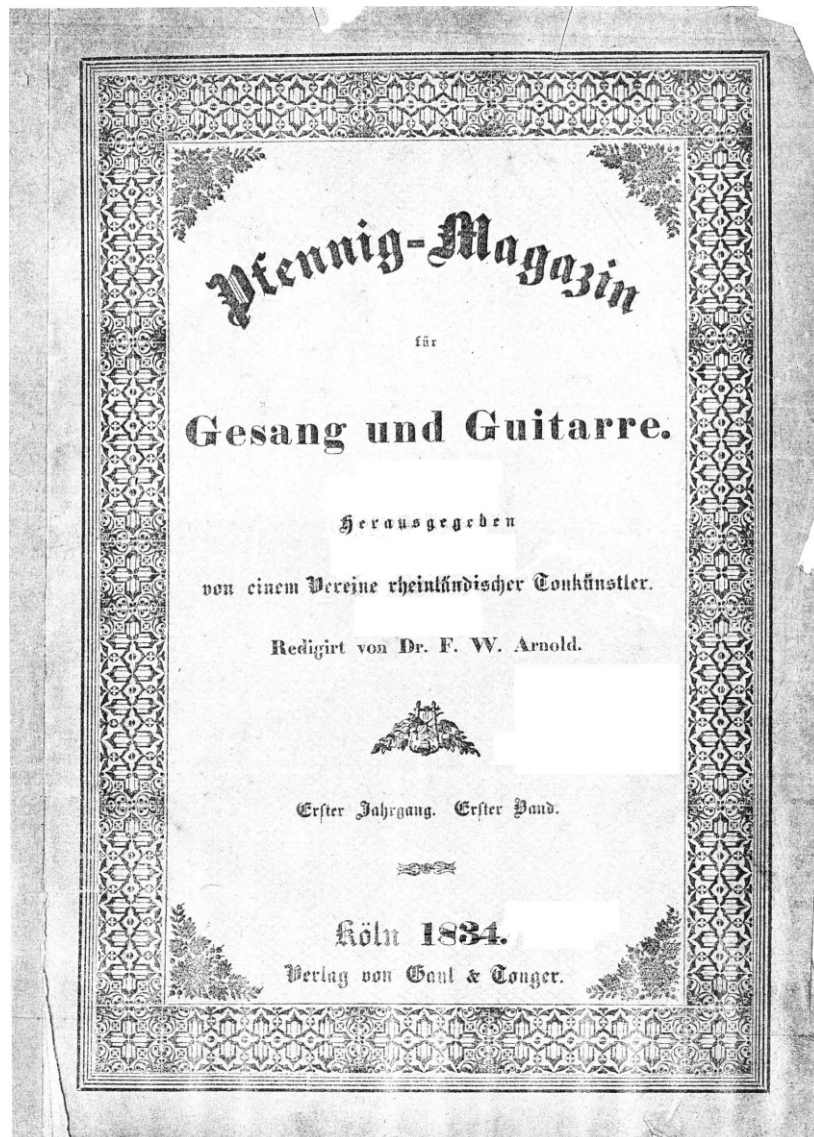 Pfennig-Magazin
für
Gesang und Guitarre.
Herausgegeben
von einem Vereine rheinländischer Tonkünstler.
Redigirt von Dr. F. W. Arnold.
Erster Jahrgang. Erster Band.
Köln 1834.
Verlag von Gaul & Tonger.